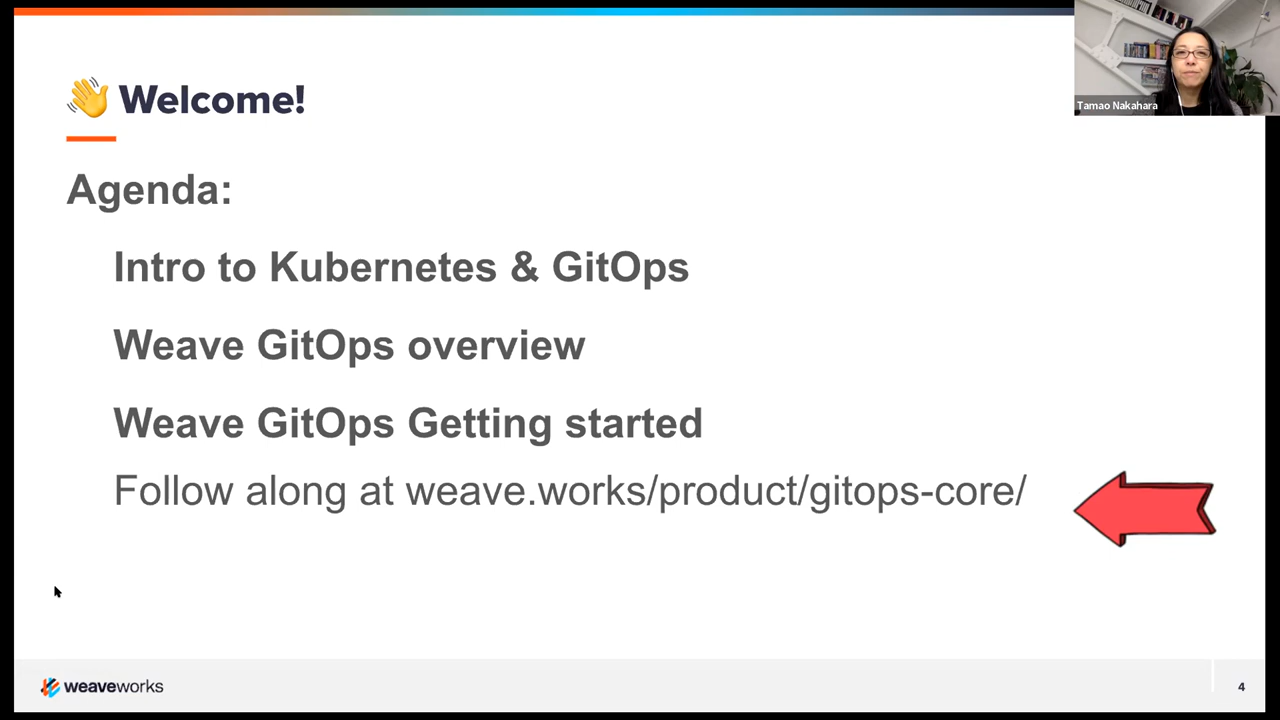 👋 Welcome!
Tamao Nakahara
Agenda:
Intro to Kubernetes & GitOps
Weave GitOps overview
Weave GitOps Getting started
Follow along at weave.works/product/gitops-core/
weaveworks
4